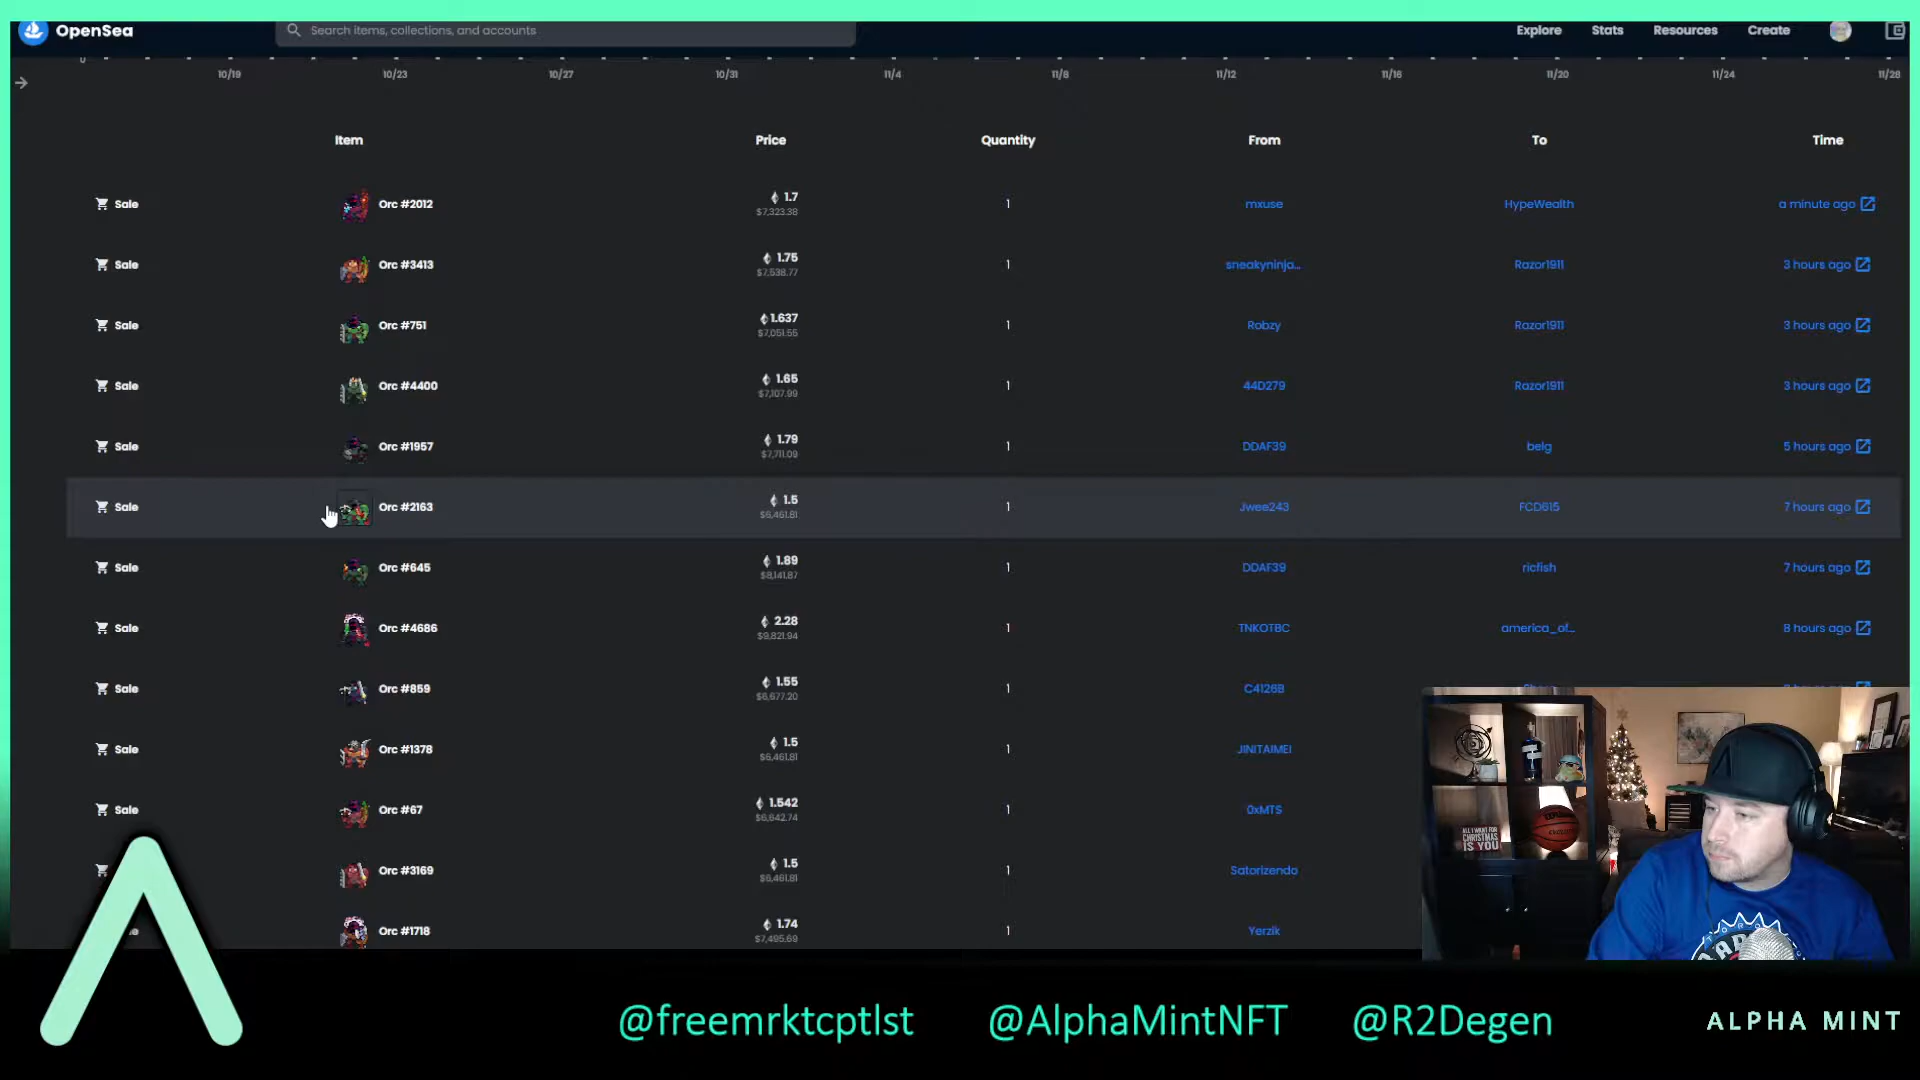 OpenSea
Search items, collections, and accounts
Explore Stats Resources Create
0
10/19 10/23 10/27 10/31 11/4 11/8 11/12 11/16 11/20 11/24 11/28
Item Price Quantity From To Time
Sale Orc #2012 1.7 1 mxuse HypeWealth a minute ago
$7,323.38
Sale Orc #3413 1.75 1 sneakyninja... Razor1911 3 hours ago
$7,538.77
Sale Orc #751 1.637 1 Robzy Razor1911 3 hours ago
$7,051.55
Sale Orc #4400 1.65 1 44D279 Razor1911 3 hours ago
$7,107.99
Sale Orc #1957 1.79 1 DDAF39 belg 5 hours ago
$7,711.09
Sale Orc #2163 1.5 1 Jwee243 FCD615 7 hours ago
$6,461.81
Sale Orc #645 1.89 1 DDAF39 ricfish 7 hours ago
$8,141.87
Sale Orc #4686 2.28 1 TNKOTBC america_of... 8 hours ago
$9,821.94
Sale Orc #859 1.55 1 C4126B
$6,677.20
Sale Orc #1378 1.5 1 JINITAIMEI
$6,461.81
Sale Orc #67 1.542 1 0xMTS
$6,642.74
Orc #3169 1.5 1 Satorizendo
$6,461.81
Orc #1718 1.74 1 Yerzik
$7,495.69
ALL I WANT FOR
CHRISTMAS
IS YOU
@freemrktcptlst @AlphaMintNFT @R2Degen ALPHA MINT